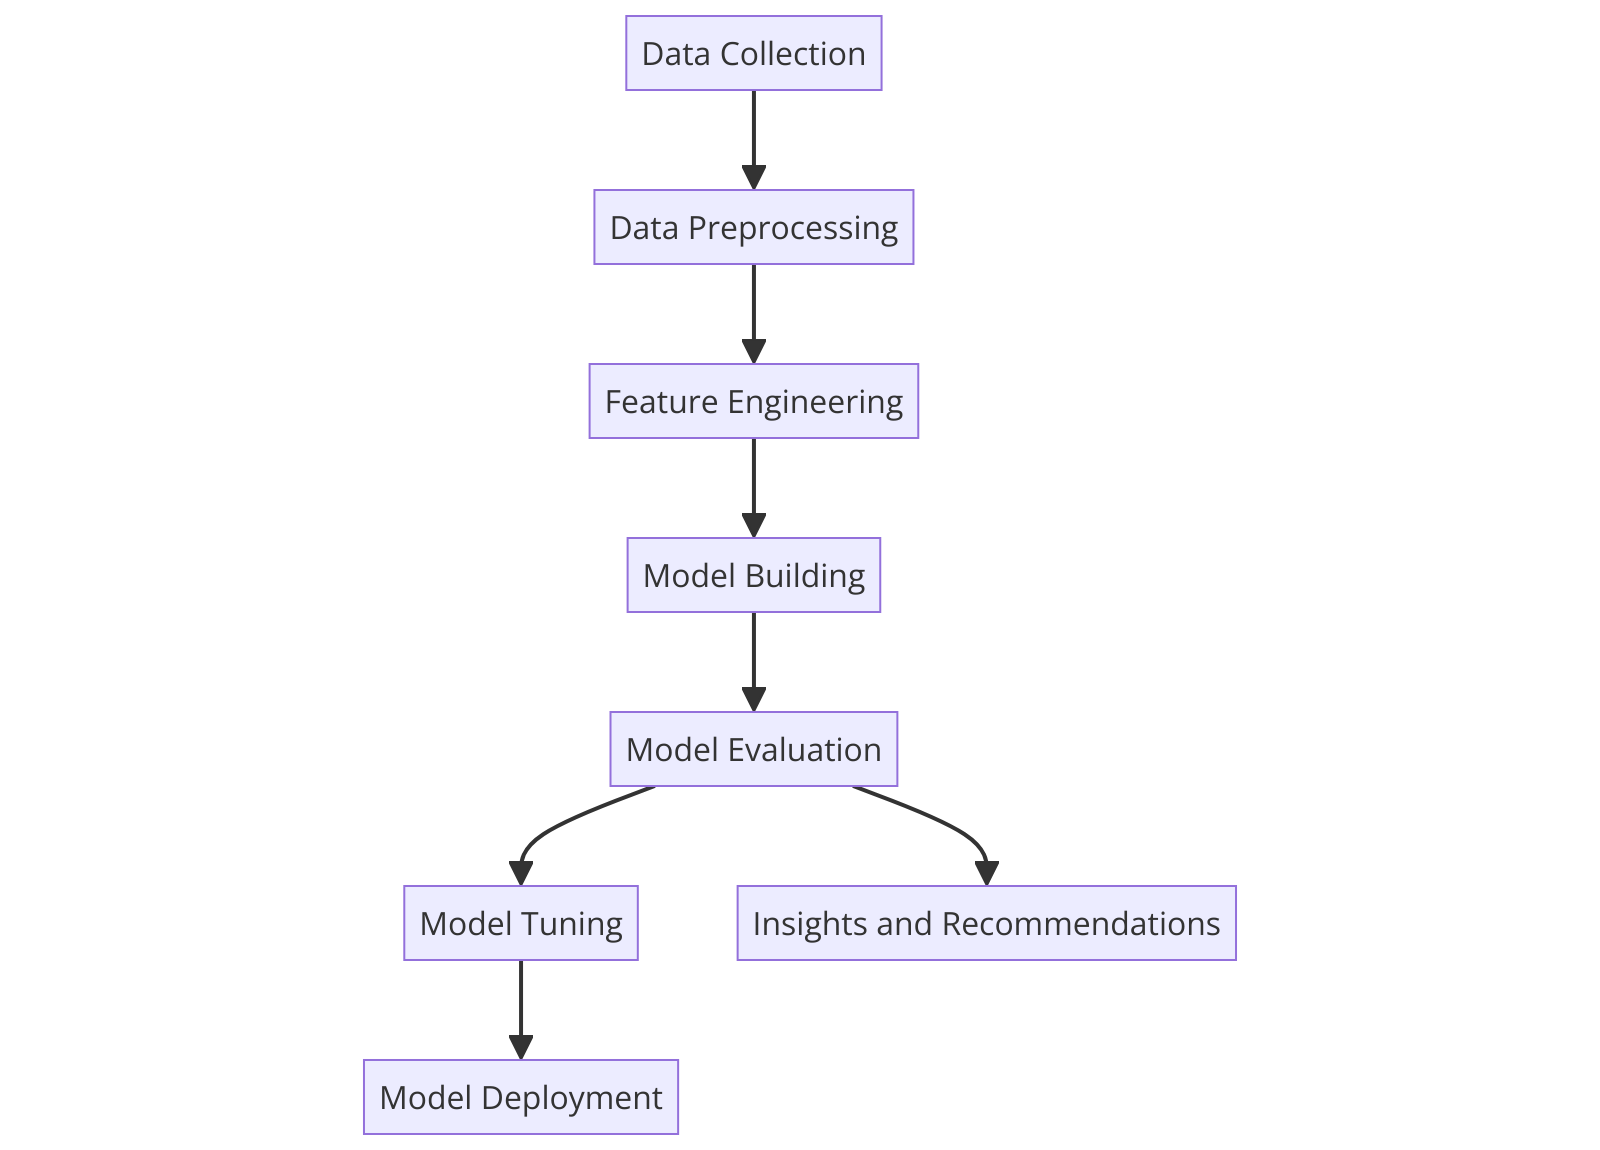 Data Collection
Data Preprocessing
Feature Engineering
Model Building
Model Evaluation
Model Tuning
Insights and Recommendations
Model Deployment